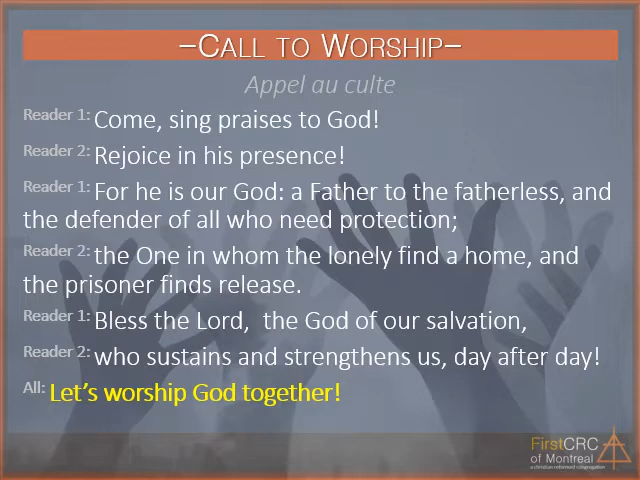 –CALL TO WORSHIP–
Appel au culte
Reader 1: Come, sing praises to God!
Reader 2: Rejoice in his presence!
Reader 1: For he is our God: a Father to the fatherless, and
the defender of all who need protection;
Reader 2: the One in whom the lonely find a home, and
the prisoner finds release.
Reader 1: Bless the Lord,  the God of our salvation,
Reader 2: who sustains and strengthens us, day after day!
All: Let's worship God together!
FirstCRC
of Montreal
a christian reformed congregation